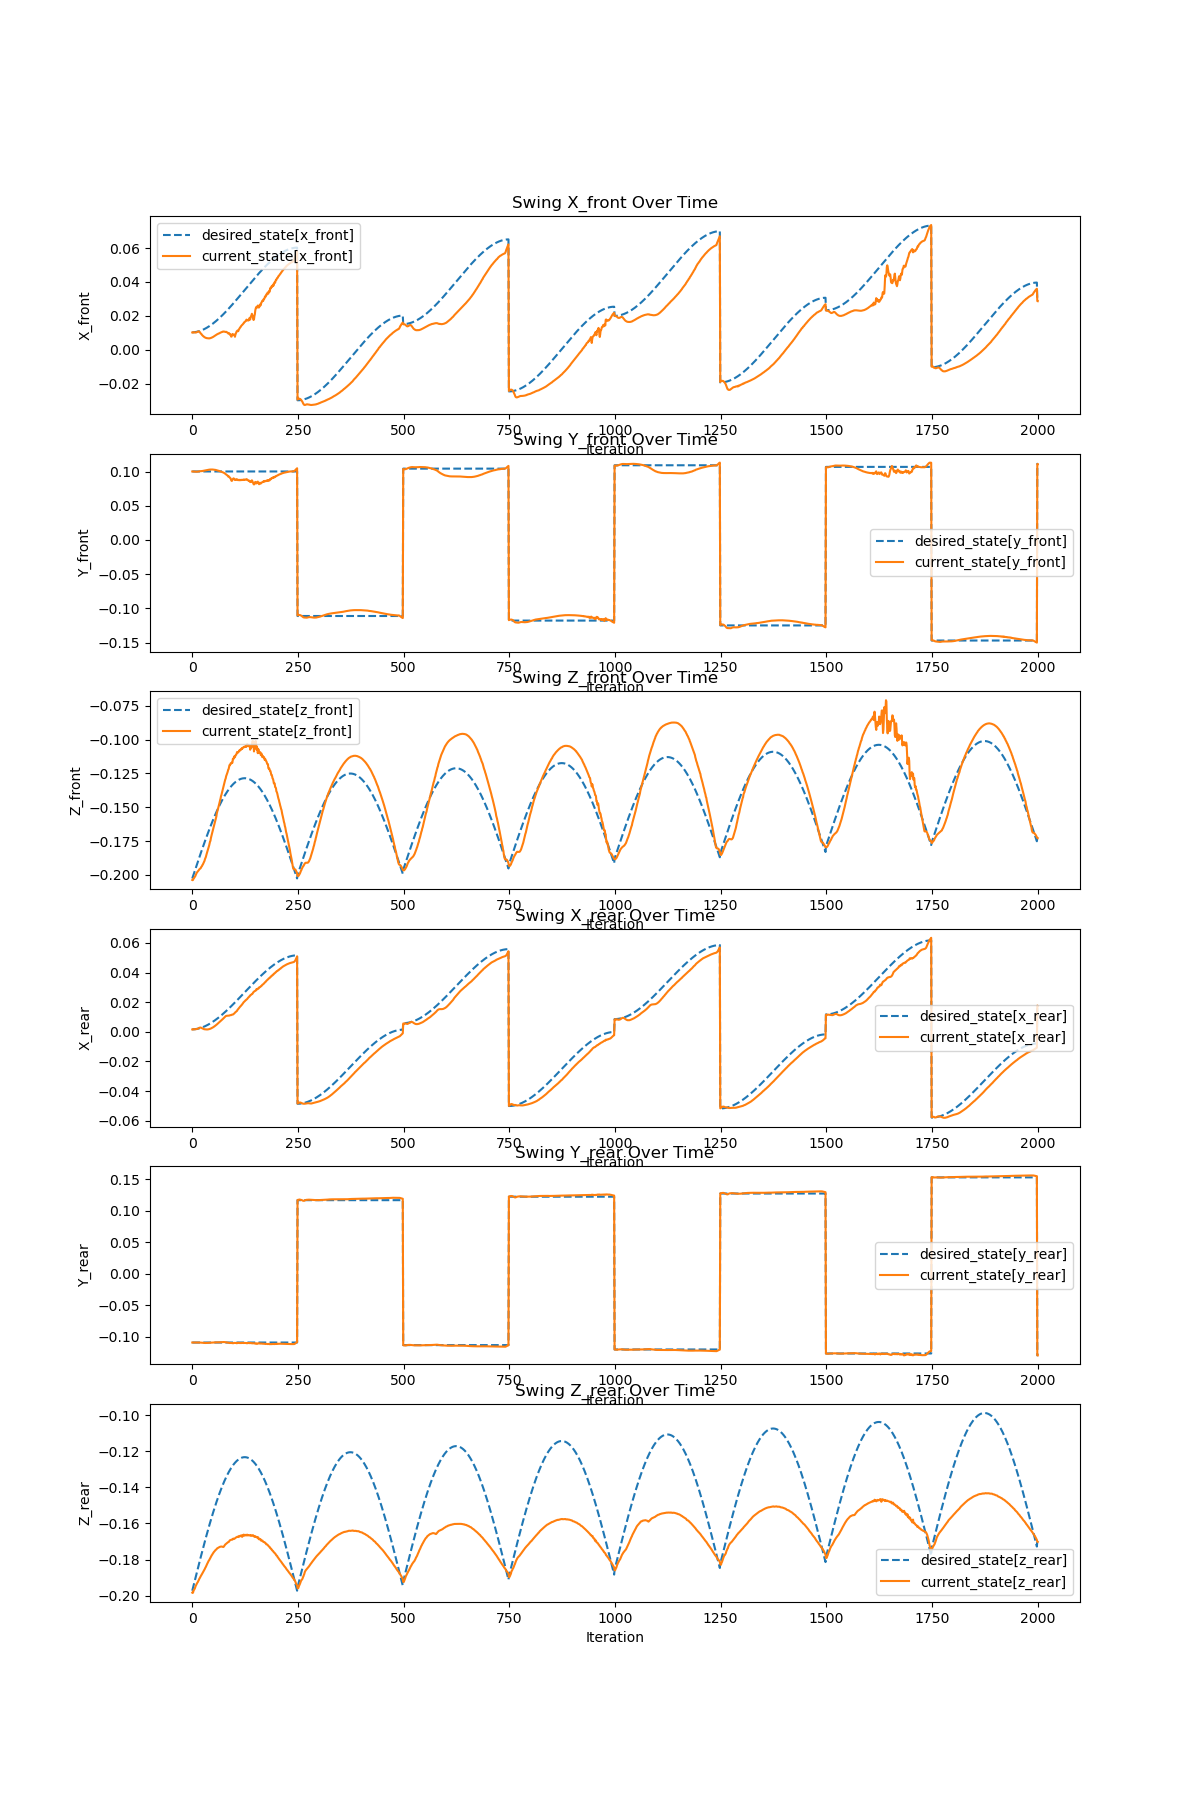 Swing X_front Over Time
desired_state[x_front]
current_state[x_front]
X_front
0.06
0.04
0.02
0.00
−0.02
0 250 500 750 1000 1250 1500 1750 2000
Iteration
Swing Y_front Over Time
desired_state[y_front]
current_state[y_front]
Y_front
0.10
0.05
0.00
−0.05
−0.10
−0.15
0 250 500 750 1000 1250 1500 1750 2000
Iteration
Swing Z_front Over Time
desired_state[z_front]
current_state[z_front]
Z_front
−0.075
−0.100
−0.125
−0.150
−0.175
−0.200
0 250 500 750 1000 1250 1500 1750 2000
Iteration
Swing X_rear Over Time
desired_state[x_rear]
current_state[x_rear]
X_rear
0.06
0.04
0.02
0.00
−0.02
−0.04
−0.06
0 250 500 750 1000 1250 1500 1750 2000
Iteration
Swing Y_rear Over Time
desired_state[y_rear]
current_state[y_rear]
Y_rear
0.15
0.10
0.05
0.00
−0.05
−0.10
0 250 500 750 1000 1250 1500 1750 2000
Iteration
Swing Z_rear Over Time
desired_state[z_rear]
current_state[z_rear]
Z_rear
−0.10
−0.12
−0.14
−0.16
−0.18
−0.20
0 250 500 750 1000 1250 1500 1750 2000
Iteration